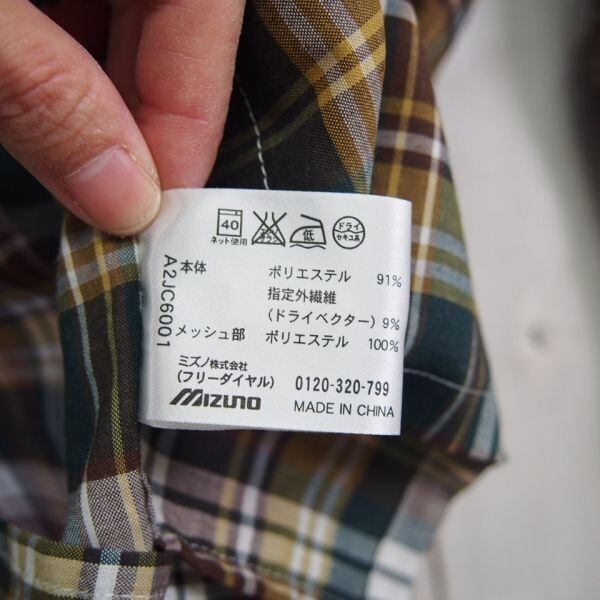 40
ネット使用
低
ドライ
セキユ系
A2JC6001
本体 ポリエステル 91%
指定外繊維
(ドライベクター) 9%
メッシュ部 ポリエステル 100%
ミズノ株式会社
(フリーダイヤル) 0120-320-799
MIZUNO MADE IN CHINA